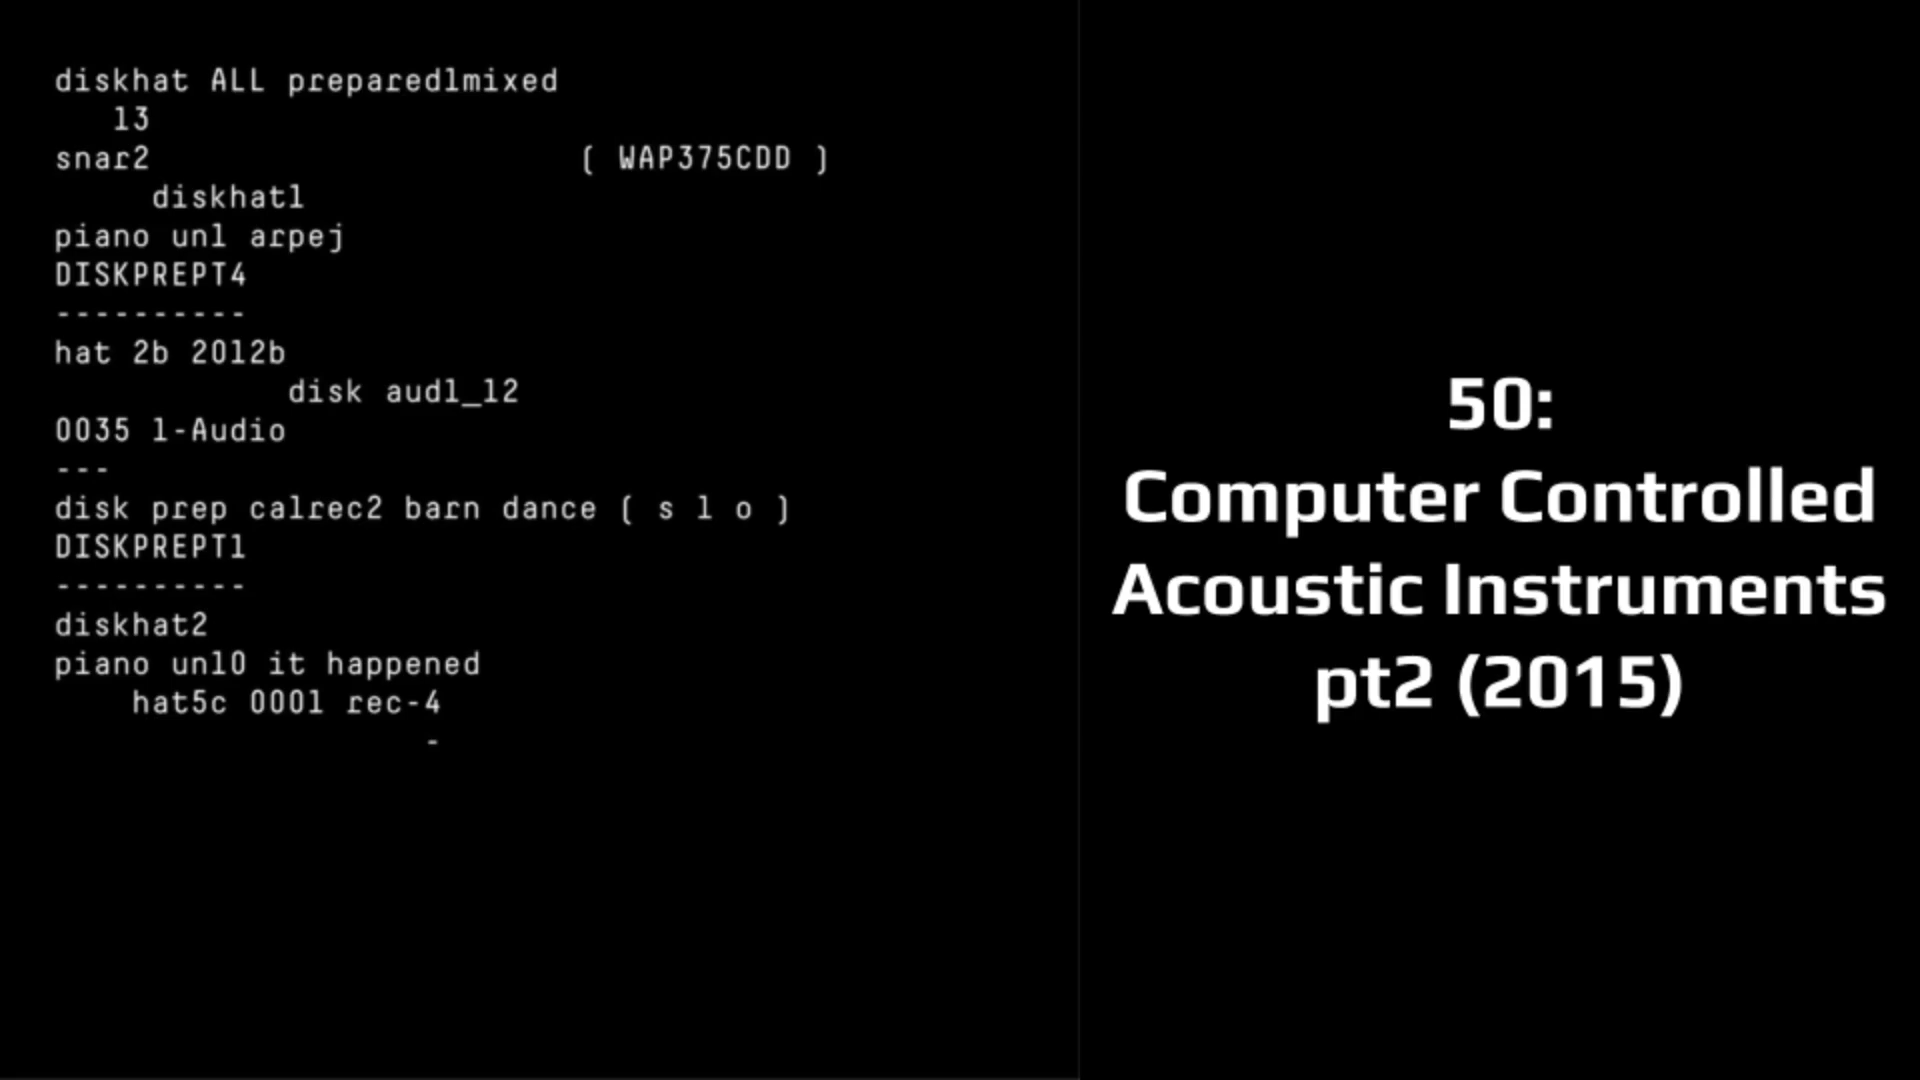 diskhat ALL prepared1mixed
13
snar2 ( WAP375CDD )
diskhat1
piano un1 arpej
DISKPREPT4
----------
hat 2b 2012b
disk aud1_12
0035 1-Audio
---
disk prep calrec2 barn dance ( s l o )
DISKPREPT1
----------
diskhat2
piano un10 it happened
hat5c 0001 rec-4
-
50:
Computer Controlled
Acoustic Instruments
pt2 (2015)